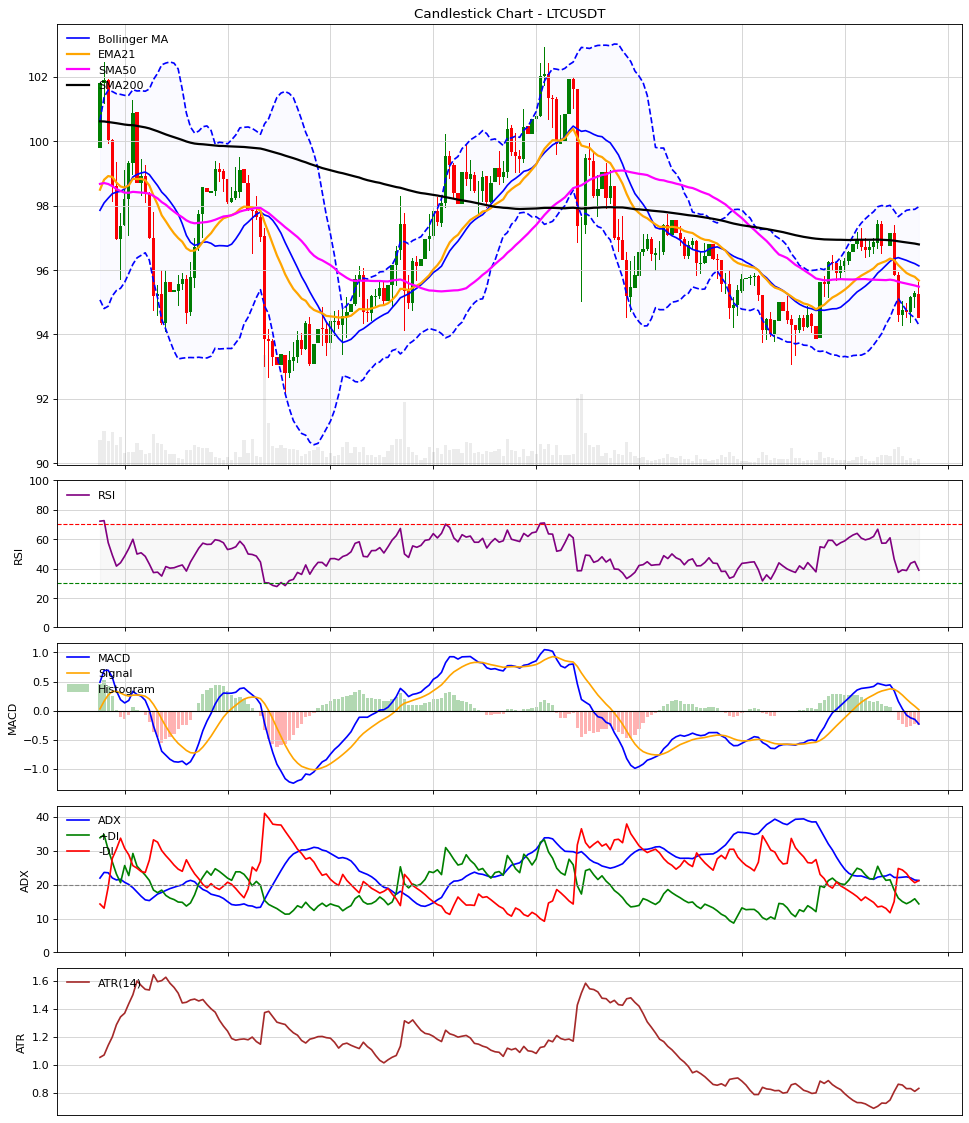 Candlestick Chart - LTCUSDT
Bollinger MA
EMA21
SMA50
SMA200
102
100
98
96
94
92
90
RSI
100
80
60
40
20
0
RSI
MACD
Signal
Histogram
1.0
0.5
0.0
−0.5
−1.0
MACD
ADX
+DI
-DI
40
30
20
10
0
ADX
ATR(14)
1.6
1.4
1.2
1.0
0.8
ATR